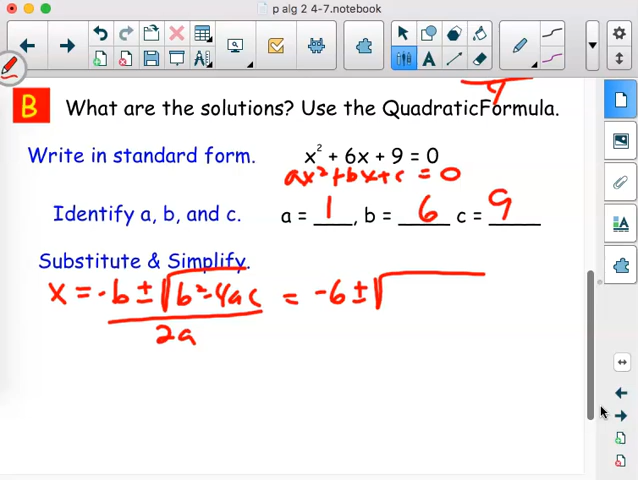 p alg 2 4-7.notebook
4
B What are the solutions? Use the QuadraticFormula.
Write in standard form. x² + 6x + 9 = 0
ax²+bx+c = 0
Identify a, b, and c. a = 1, b = 6 c = 9
Substitute & Simplify.
x = -b ± √b²-4ac = -6 ± √
2a